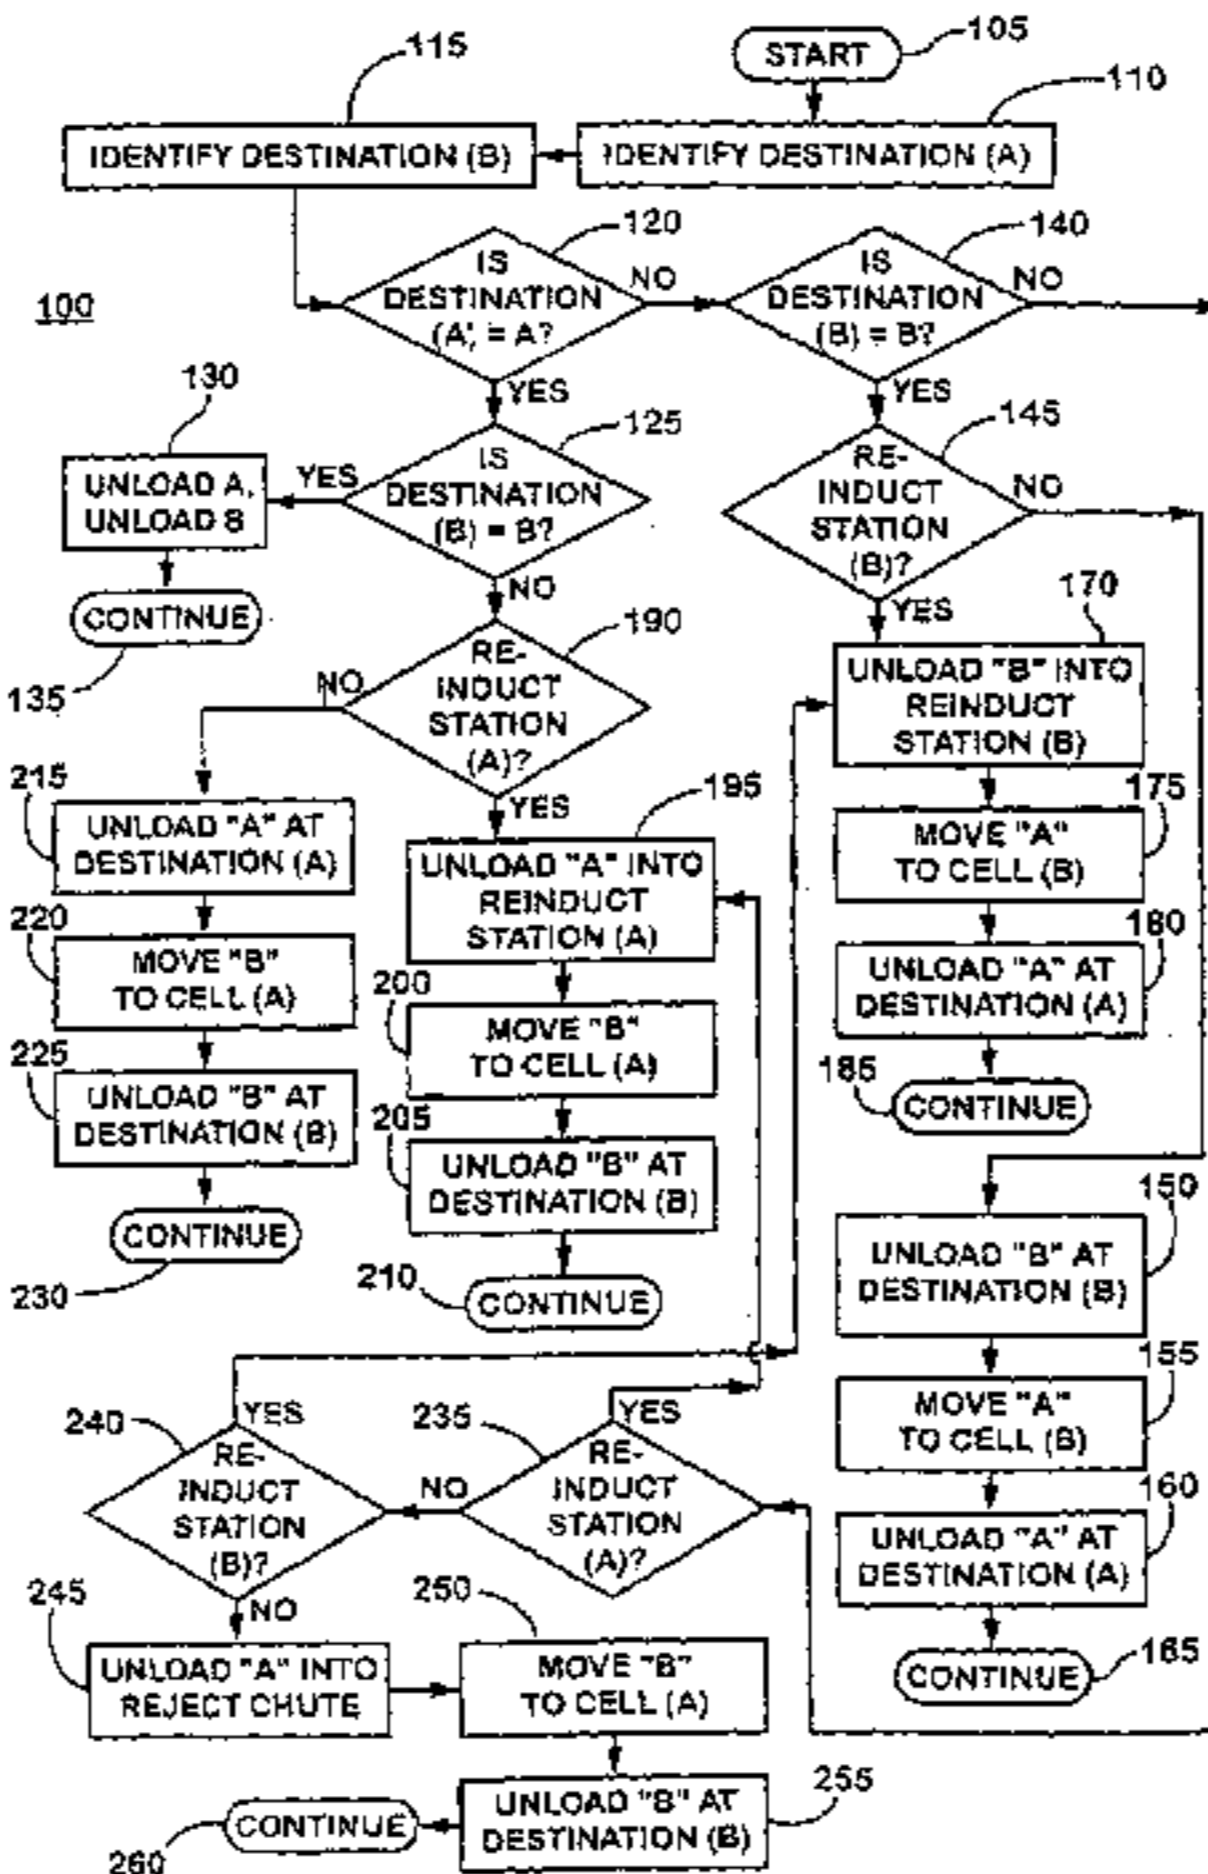 115
START
105
110
IDENTIFY DESTINATION (B)
IDENTIFY DESTINATION (A)
100
120
IS
DESTINATION
(A) = A?
NO
YES
140
IS
DESTINATION
(B) = B?
NO
YES
130
UNLOAD A,
UNLOAD B
YES
125
IS
DESTINATION
(B) = B?
NO
145
RE-
INDUCT
STATION
(B)?
NO
YES
CONTINUE
135
190
RE-
INDUCT
STATION
(A)?
NO
YES
170
UNLOAD "B" INTO
REINDUCT
STATION (B)
175
MOVE "A"
TO CELL (B)
180
UNLOAD "A" AT
DESTINATION (A)
185
CONTINUE
215
UNLOAD "A" AT
DESTINATION (A)
220
MOVE "B"
TO CELL (A)
225
UNLOAD "B" AT
DESTINATION (B)
CONTINUE
230
195
UNLOAD "A" INTO
REINDUCT
STATION (A)
200
MOVE "B"
TO CELL (A)
205
UNLOAD "B" AT
DESTINATION (B)
210
CONTINUE
150
UNLOAD "B" AT
DESTINATION (B)
155
MOVE "A"
TO CELL (B)
160
UNLOAD "A" AT
DESTINATION (A)
CONTINUE
165
240
YES
RE-
INDUCT
STATION
(B)?
NO
235
YES
RE-
INDUCT
STATION
(A)?
NO
245
UNLOAD "A" INTO
REJECT CHUTE
250
MOVE "B"
TO CELL (A)
255
UNLOAD "B" AT
DESTINATION (B)
CONTINUE
260